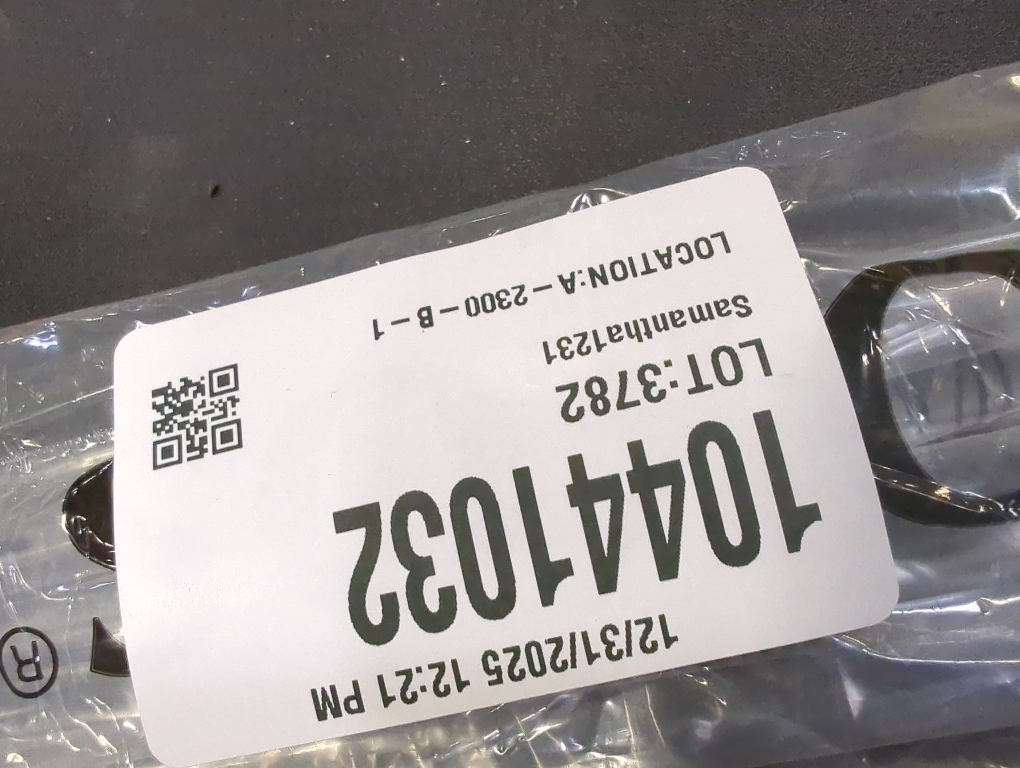 12/31/2025 12:21 PM
10441032
LOT:3782
Samantha1231
LOCATION:A-2300-B-1
®